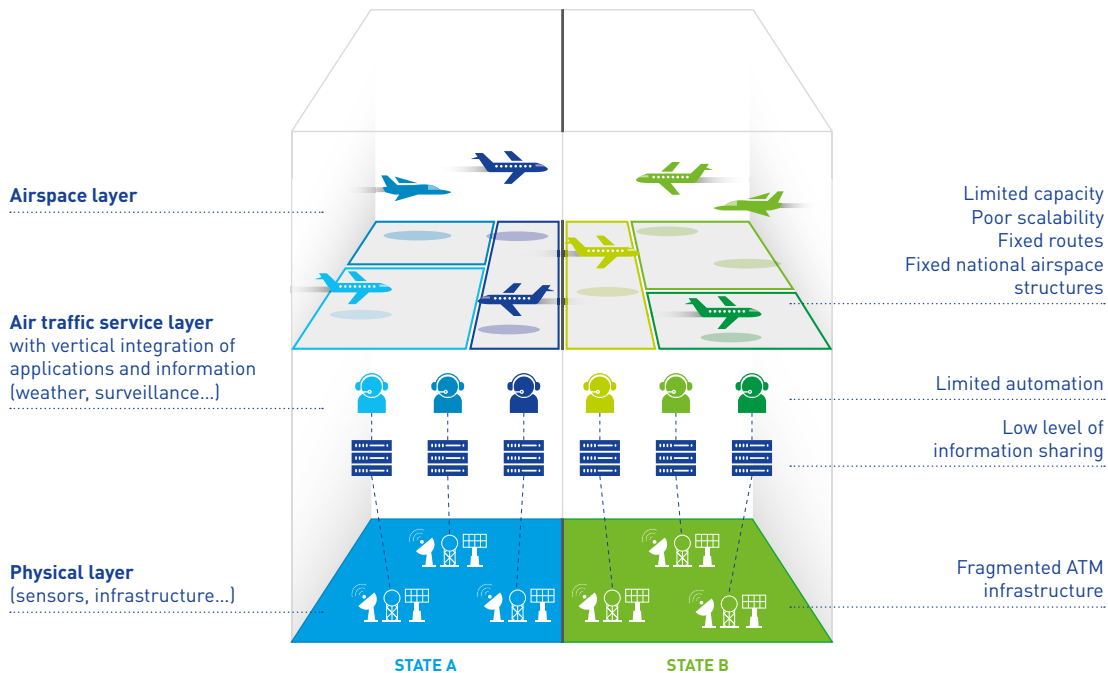 Airspace layer
Air traffic service layer
with vertical integration of
applications and information
(weather, surveillance...)
Physical layer
(sensors, infrastructure...)
Limited capacity
Poor scalability
Fixed routes
Fixed national airspace
structures
Limited automation
Low level of
information sharing
Fragmented ATM
infrastructure
STATE A
STATE B